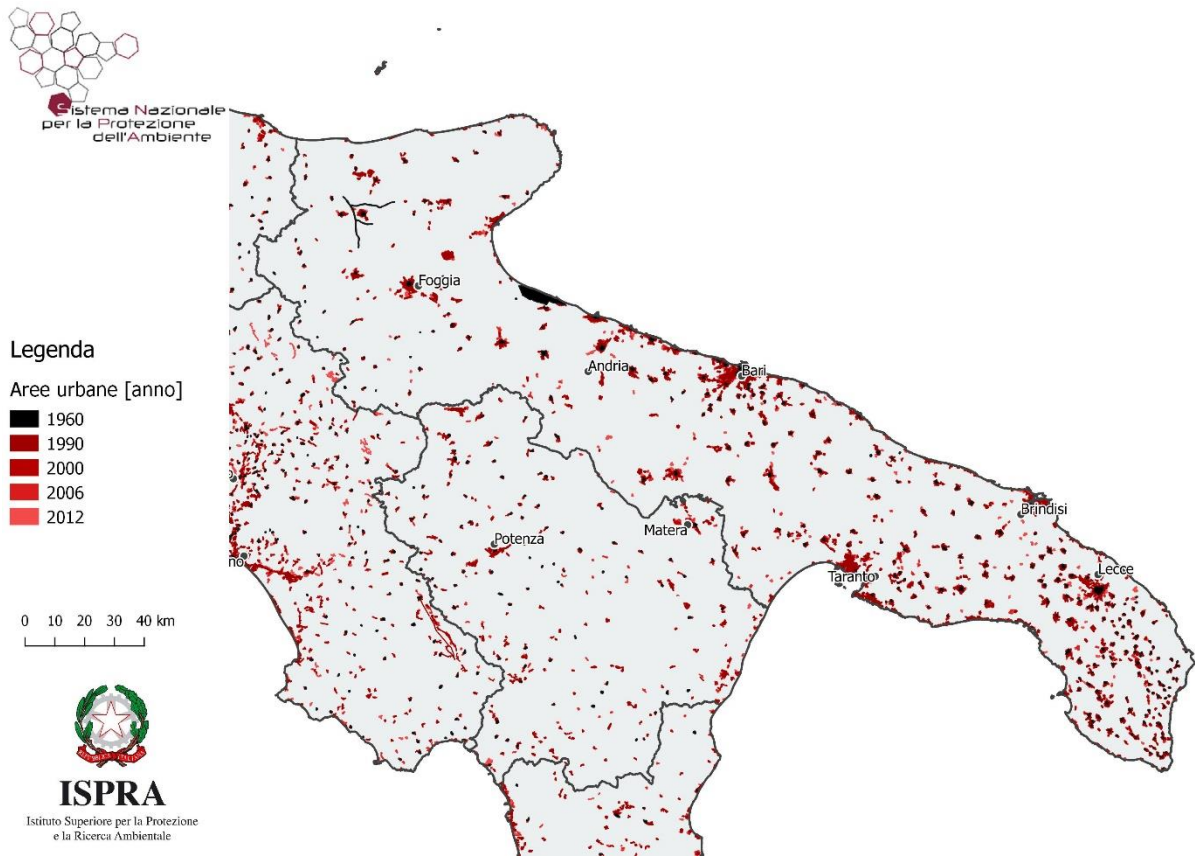 Sistema Nazionale
per la Protezione
dell'Ambiente
Foggia
Legenda
Andria
Bari
Aree urbane [anno]
1960
1990
2000
2006
2012
Brindisi
Matera
Potenza
no
Taranto
Lecce
0 10 20 30 40 km
ISPRA
Istituto Superiore per la Protezione
e la Ricerca Ambientale